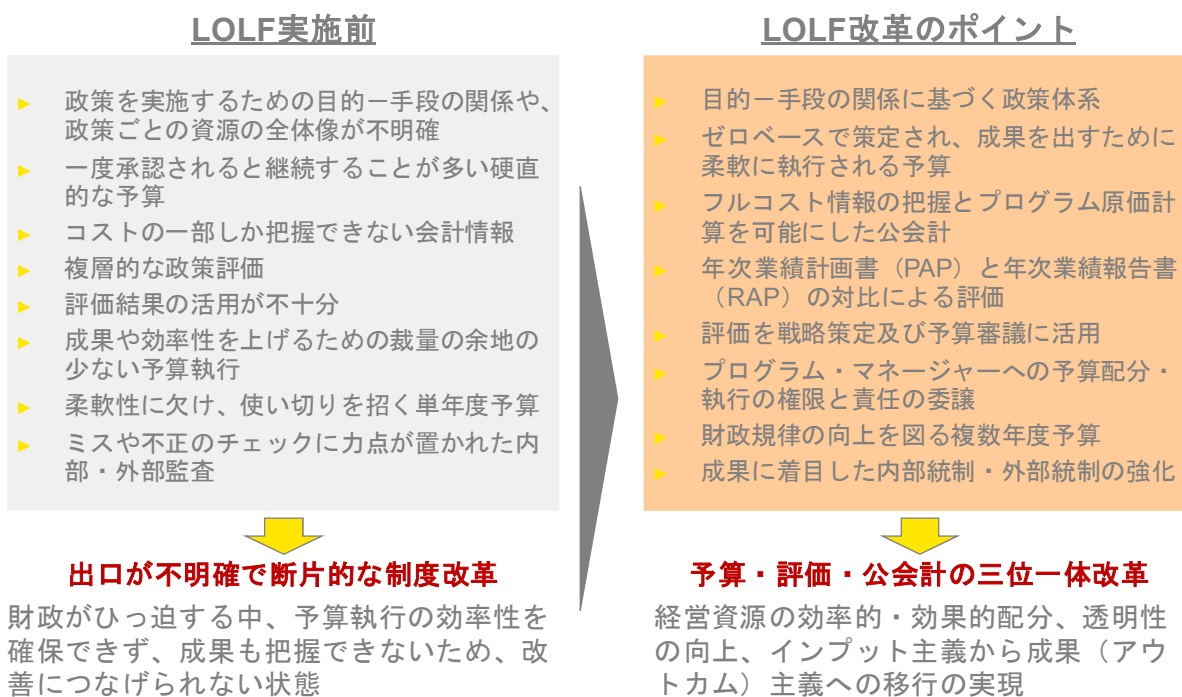 LOLF実施前
政策を実施するための目的－手段の関係や、
政策ごとの資源の全体像が不明確
一度承認されると継続することが多い硬直
的な予算
コストの一部しか把握できない会計情報
複層的な政策評価
評価結果の活用が不十分
成果や効率性を上げるための裁量の余地の
少ない予算執行
柔軟性に欠け、使い切りを招く単年度予算
ミスや不正のチェックに力点が置かれた内
部・外部監査
出口が不明確で断片的な制度改革
財政がひっ迫する中、予算執行の効率性を
確保できず、成果も把握できないため、改
善につなげられない状態
LOLF改革のポイント
目的－手段の関係に基づく政策体系
ゼロベースで策定され、成果を出すために
柔軟に執行される予算
フルコスト情報の把握とプログラム原価計
算を可能にした公会計
年次業績計画書（PAP）と年次業績報告書
（RAP）の対比による評価
評価を戦略策定及び予算審議に活用
プログラム・マネージャーへの予算配分・
執行の権限と責任の委譲
財政規律の向上を図る複数年度予算
成果に着目した内部統制・外部統制の強化
予算・評価・公会計の三位一体改革
経営資源の効率的・効果的配分、透明性
の向上、インプット主義から成果（アウ
トカム）主義への移行の実現